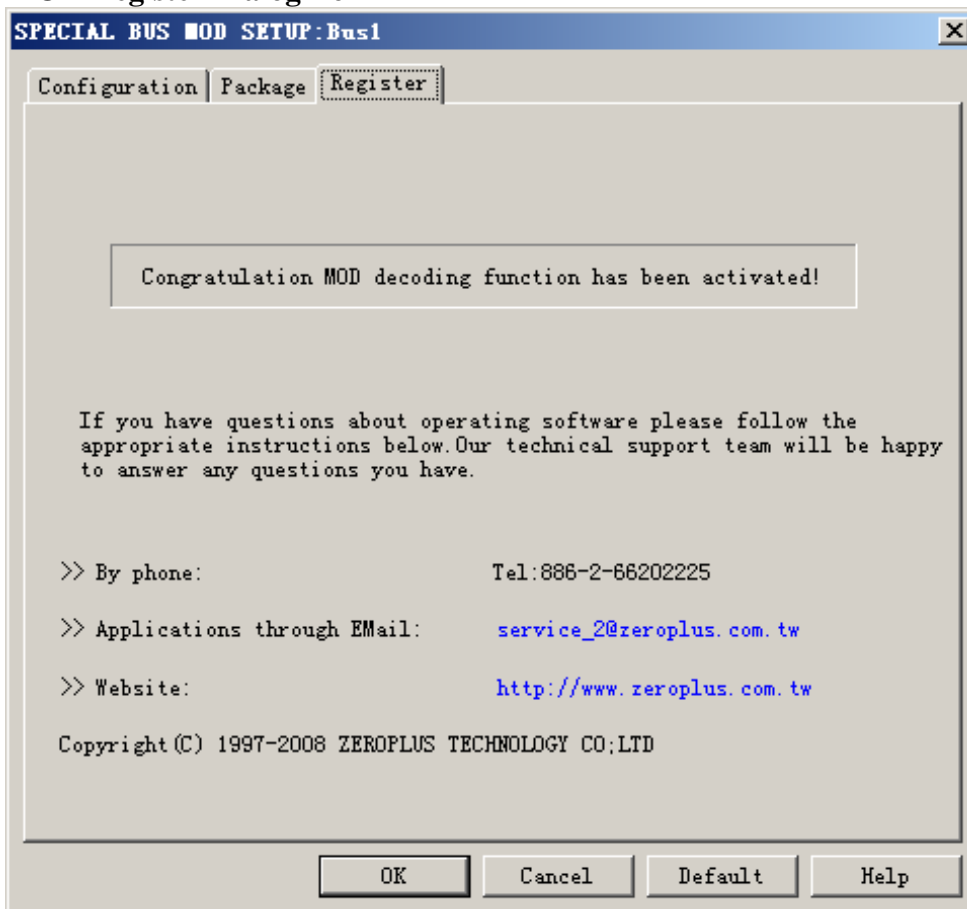 SPECIAL BUS MOD SETUP:Bus1
Configuration Package Register
Congratulation MOD decoding function has been activated!
If you have questions about operating software please follow the
appropriate instructions below.Our technical support team will be happy
to answer any questions you have.
>> By phone: Tel:886-2-66202225
>> Applications through EMail: service_2@zeroplus.com.tw
>> Website: http://www.zeroplus.com.tw
Copyright(C) 1997-2008 ZEROPLUS TECHNOLOGY CO;LTD
OK Cancel Default Help